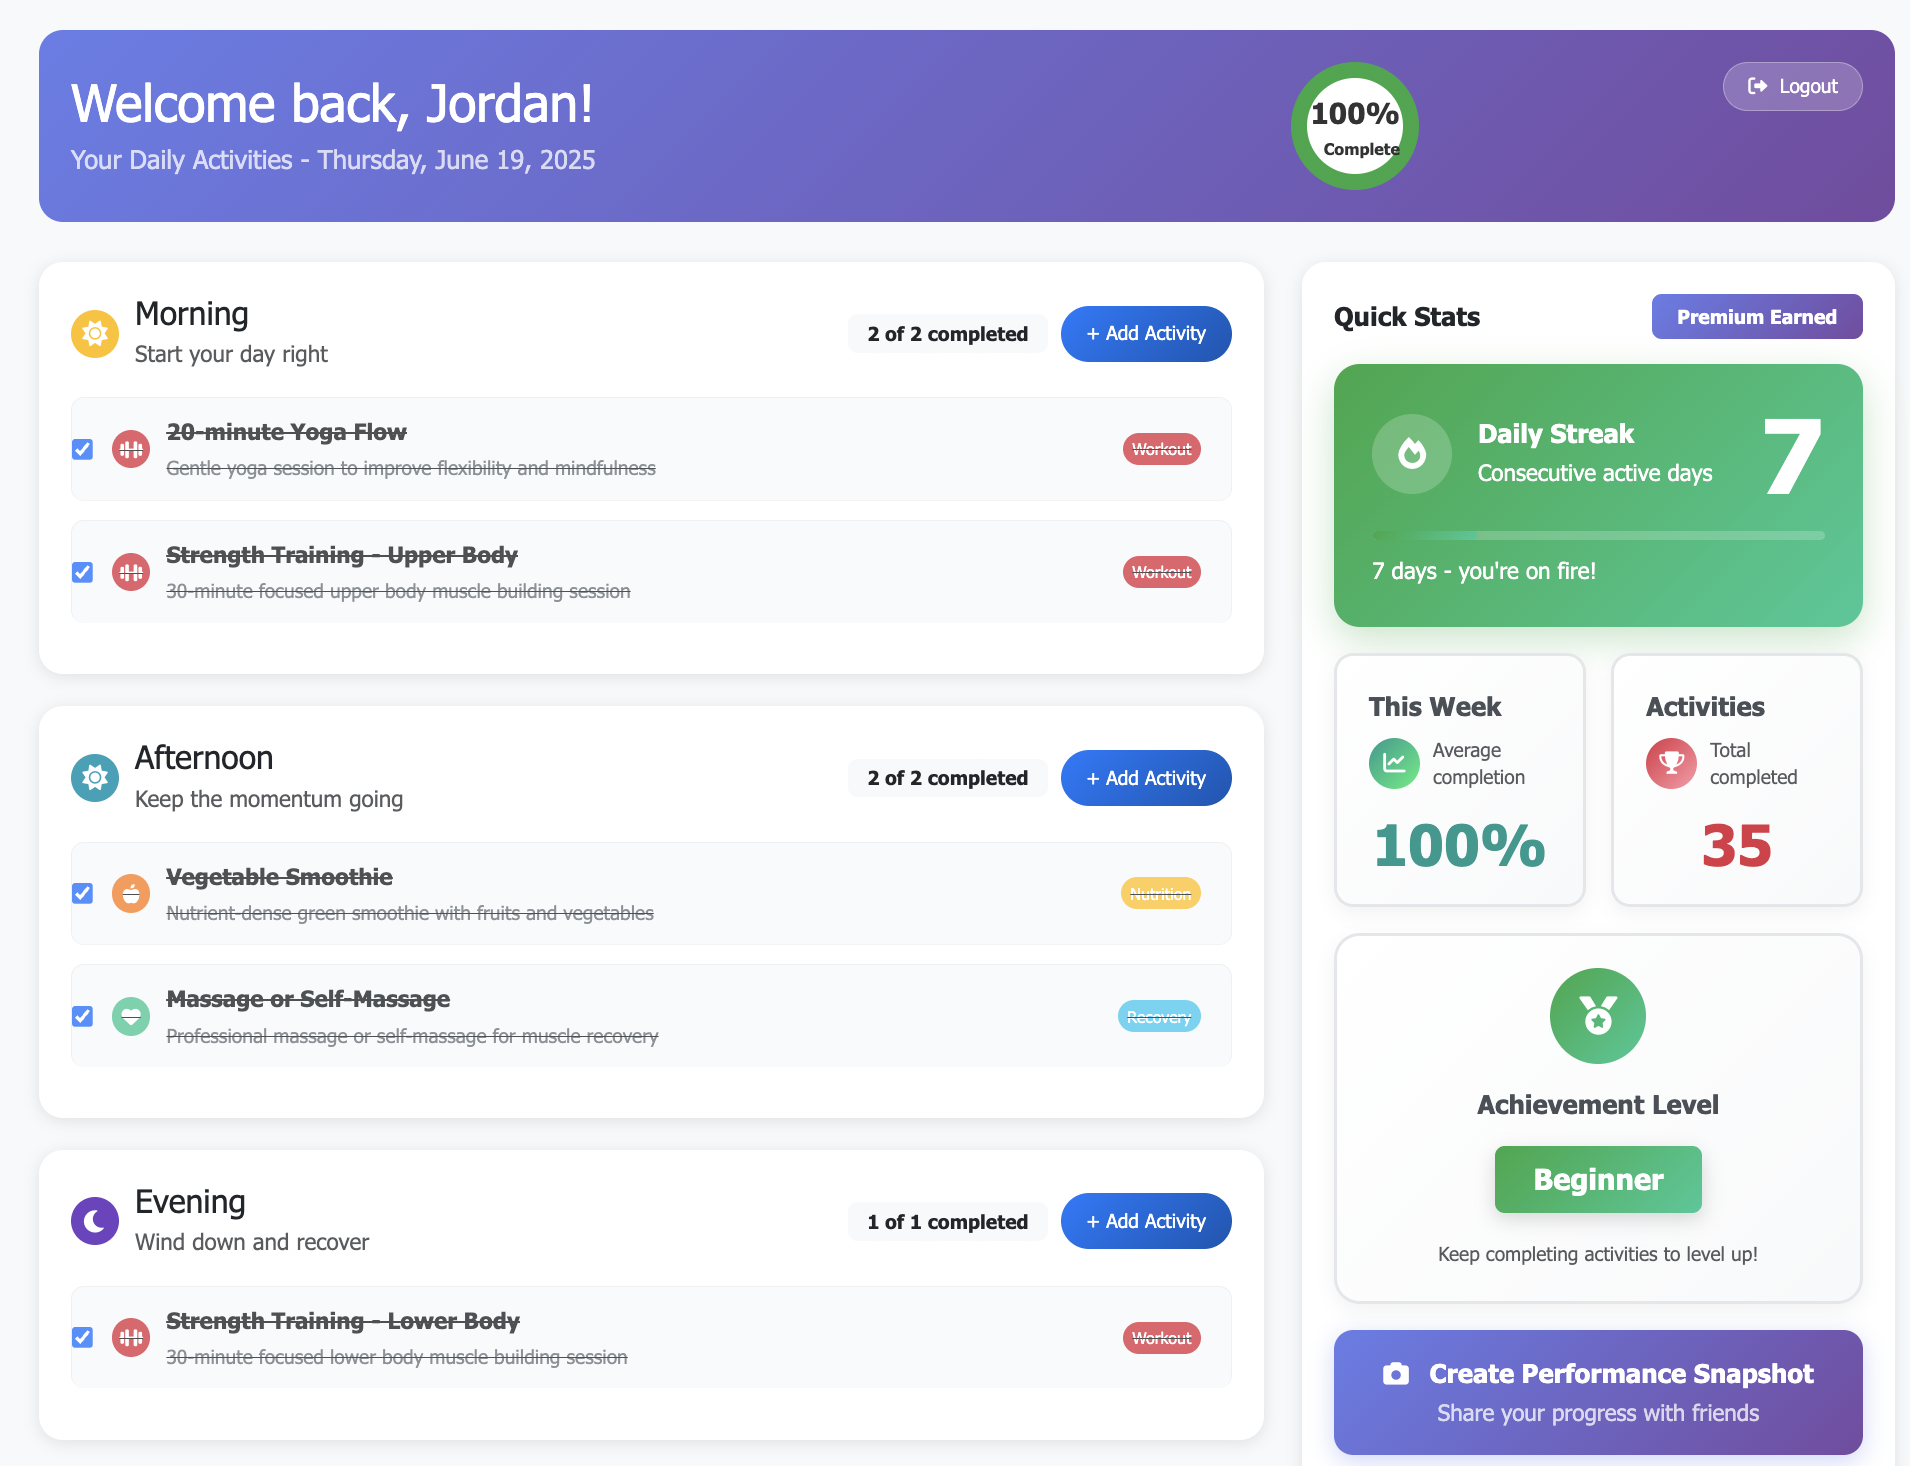 Welcome back, Jordan!
Your Daily Activities - Thursday, June 19, 2025
100%
Complete
Logout
Morning
Start your day right
2 of 2 completed
+ Add Activity
20-minute Yoga Flow
Gentle yoga session to improve flexibility and mindfulness
Workout
Strength Training - Upper Body
30-minute focused upper body muscle building session
Workout
Afternoon
Keep the momentum going
2 of 2 completed
+ Add Activity
Vegetable Smoothie
Nutrient-dense green smoothie with fruits and vegetables
Nutrition
Massage or Self-Massage
Professional massage or self-massage for muscle recovery
Recovery
Evening
Wind down and recover
1 of 1 completed
+ Add Activity
Strength Training - Lower Body
30-minute focused lower body muscle building session
Workout
Quick Stats
Premium Earned
Daily Streak
Consecutive active days
7
7 days - you're on fire!
This Week
Average
completion
100%
Activities
Total
completed
35
Achievement Level
Beginner
Keep completing activities to level up!
Create Performance Snapshot
Share your progress with friends